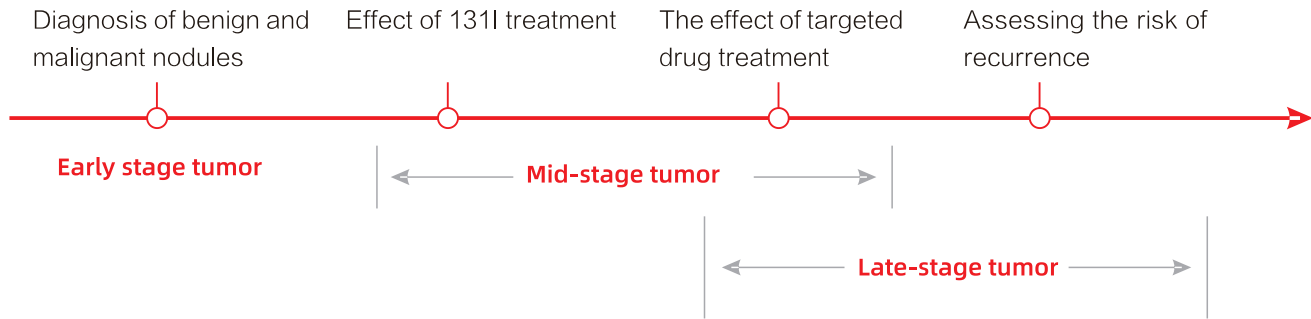 Diagnosis of benign and
malignant nodules
Effect of 131I treatment
The effect of targeted
drug treatment
Assessing the risk of
recurrence
Early stage tumor
Mid-stage tumor
Late-stage tumor